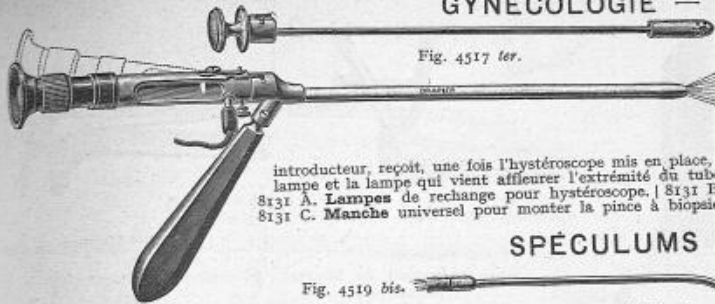 GYNÉCOLOGIE —
Fig. 4517 ter.
DRAPIER
introducteur, reçoit, une fois l'hystéroscope mis en place,
lampe et la lampe qui vient affleurer l'extrémité du tub
8131 A. Lampes de rechange pour hystéroscope. | 8131 B
8131 C. Manche universel pour monter la pince à biopsi
SPÉCULUMS
Fig. 4519 bis.